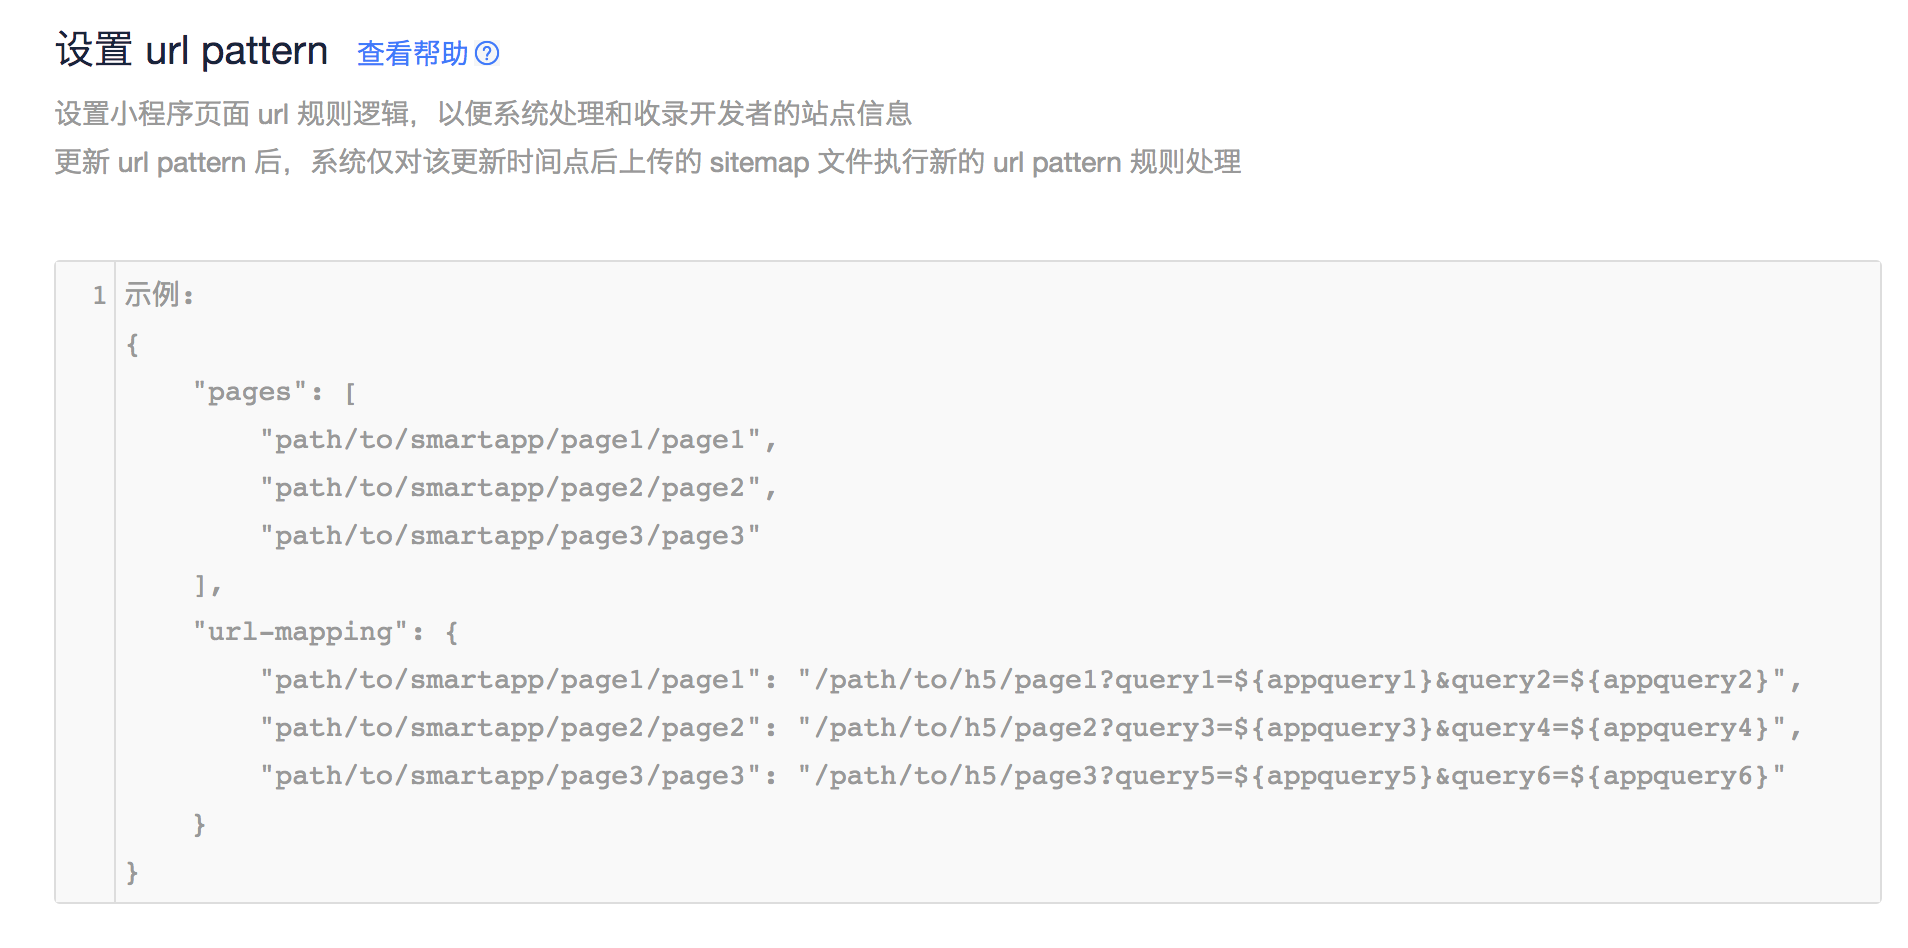 设置 url pattern 查看帮助?
设置小程序页面 url 规则逻辑，以便系统处理和收录开发者的站点信息
更新 url pattern 后，系统仅对该更新时间点后上传的 sitemap 文件执行新的 url pattern 规则处理
1 示例：
{
    "pages": [
        "path/to/smartapp/page1/page1",
        "path/to/smartapp/page2/page2",
        "path/to/smartapp/page3/page3"
    ],
    "url-mapping": {
        "path/to/smartapp/page1/page1": "/path/to/h5/page1?query1=${appquery1}&query2=${appquery2}",
        "path/to/smartapp/page2/page2": "/path/to/h5/page2?query3=${appquery3}&query4=${appquery4}",
        "path/to/smartapp/page3/page3": "/path/to/h5/page3?query5=${appquery5}&query6=${appquery6}"
    }
}